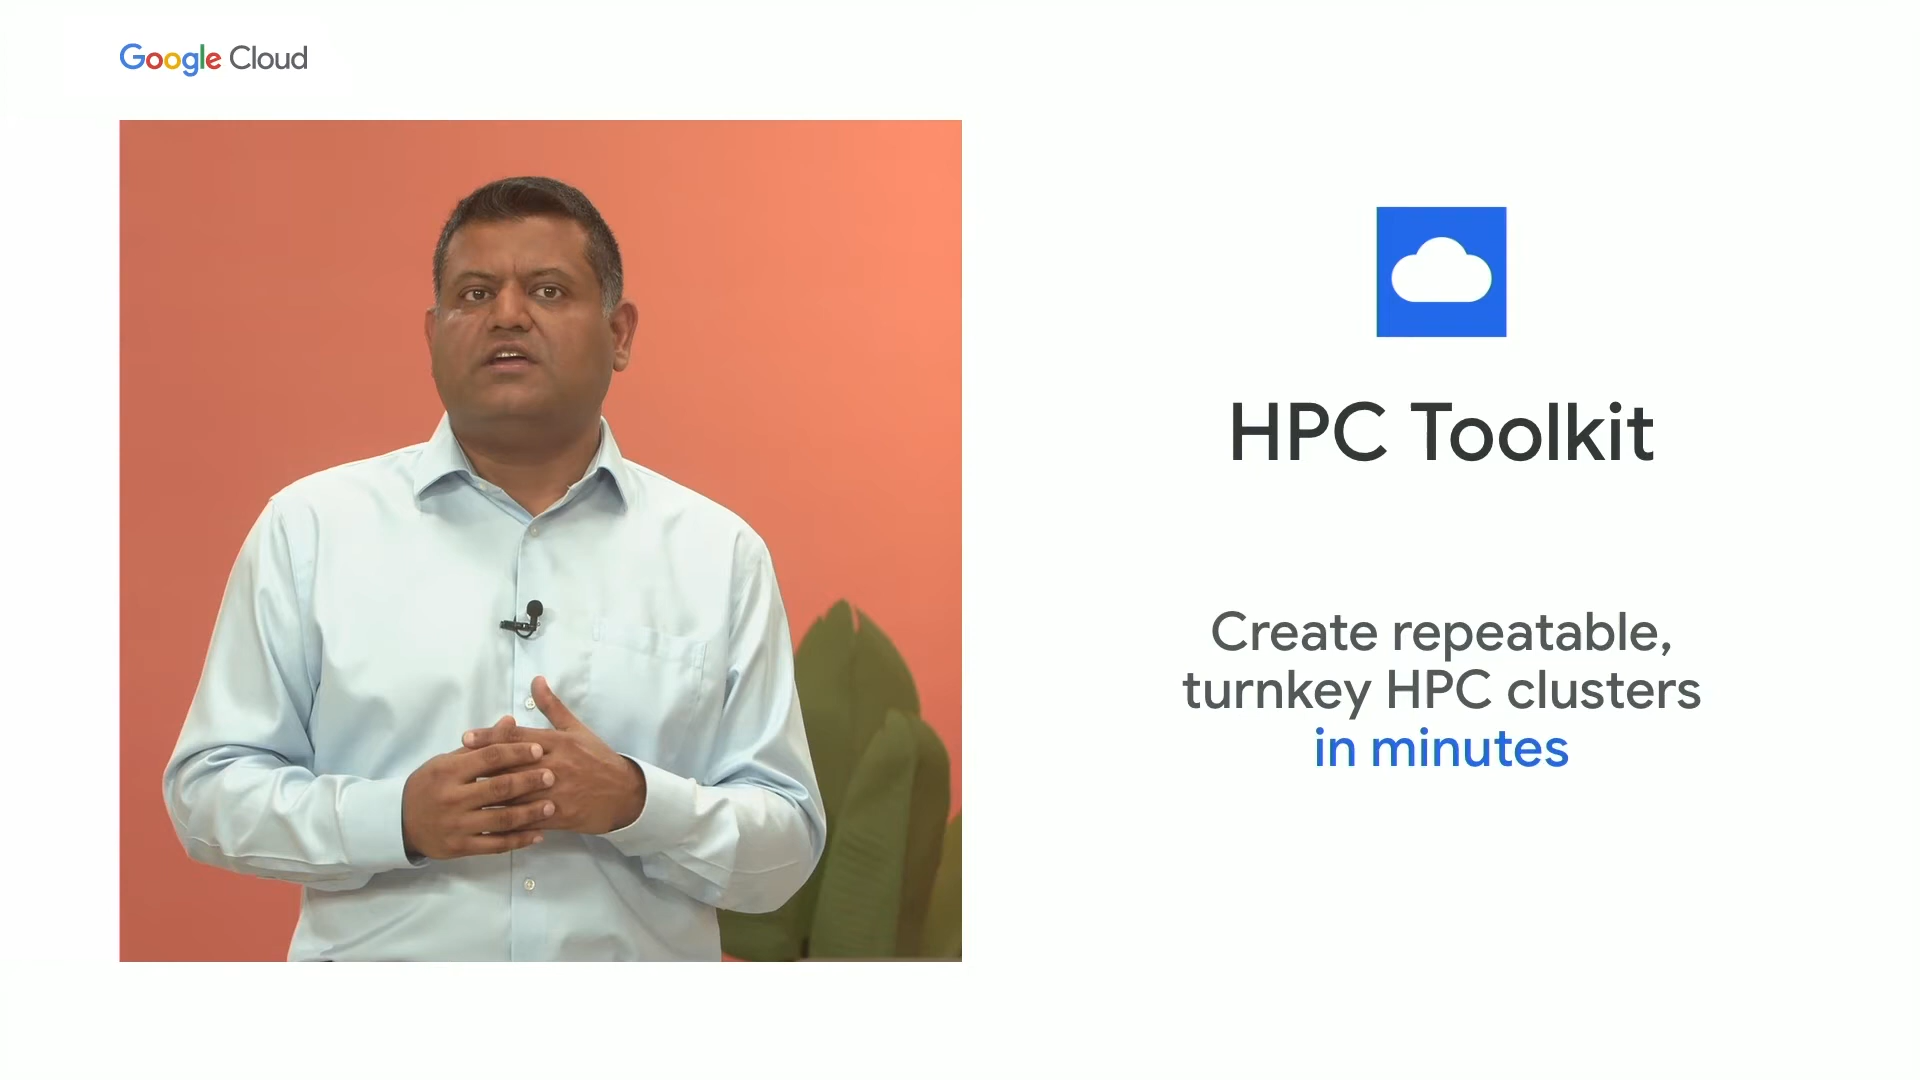 Google Cloud
HPC Toolkit
Create repeatable,
turnkey HPC clusters
in minutes